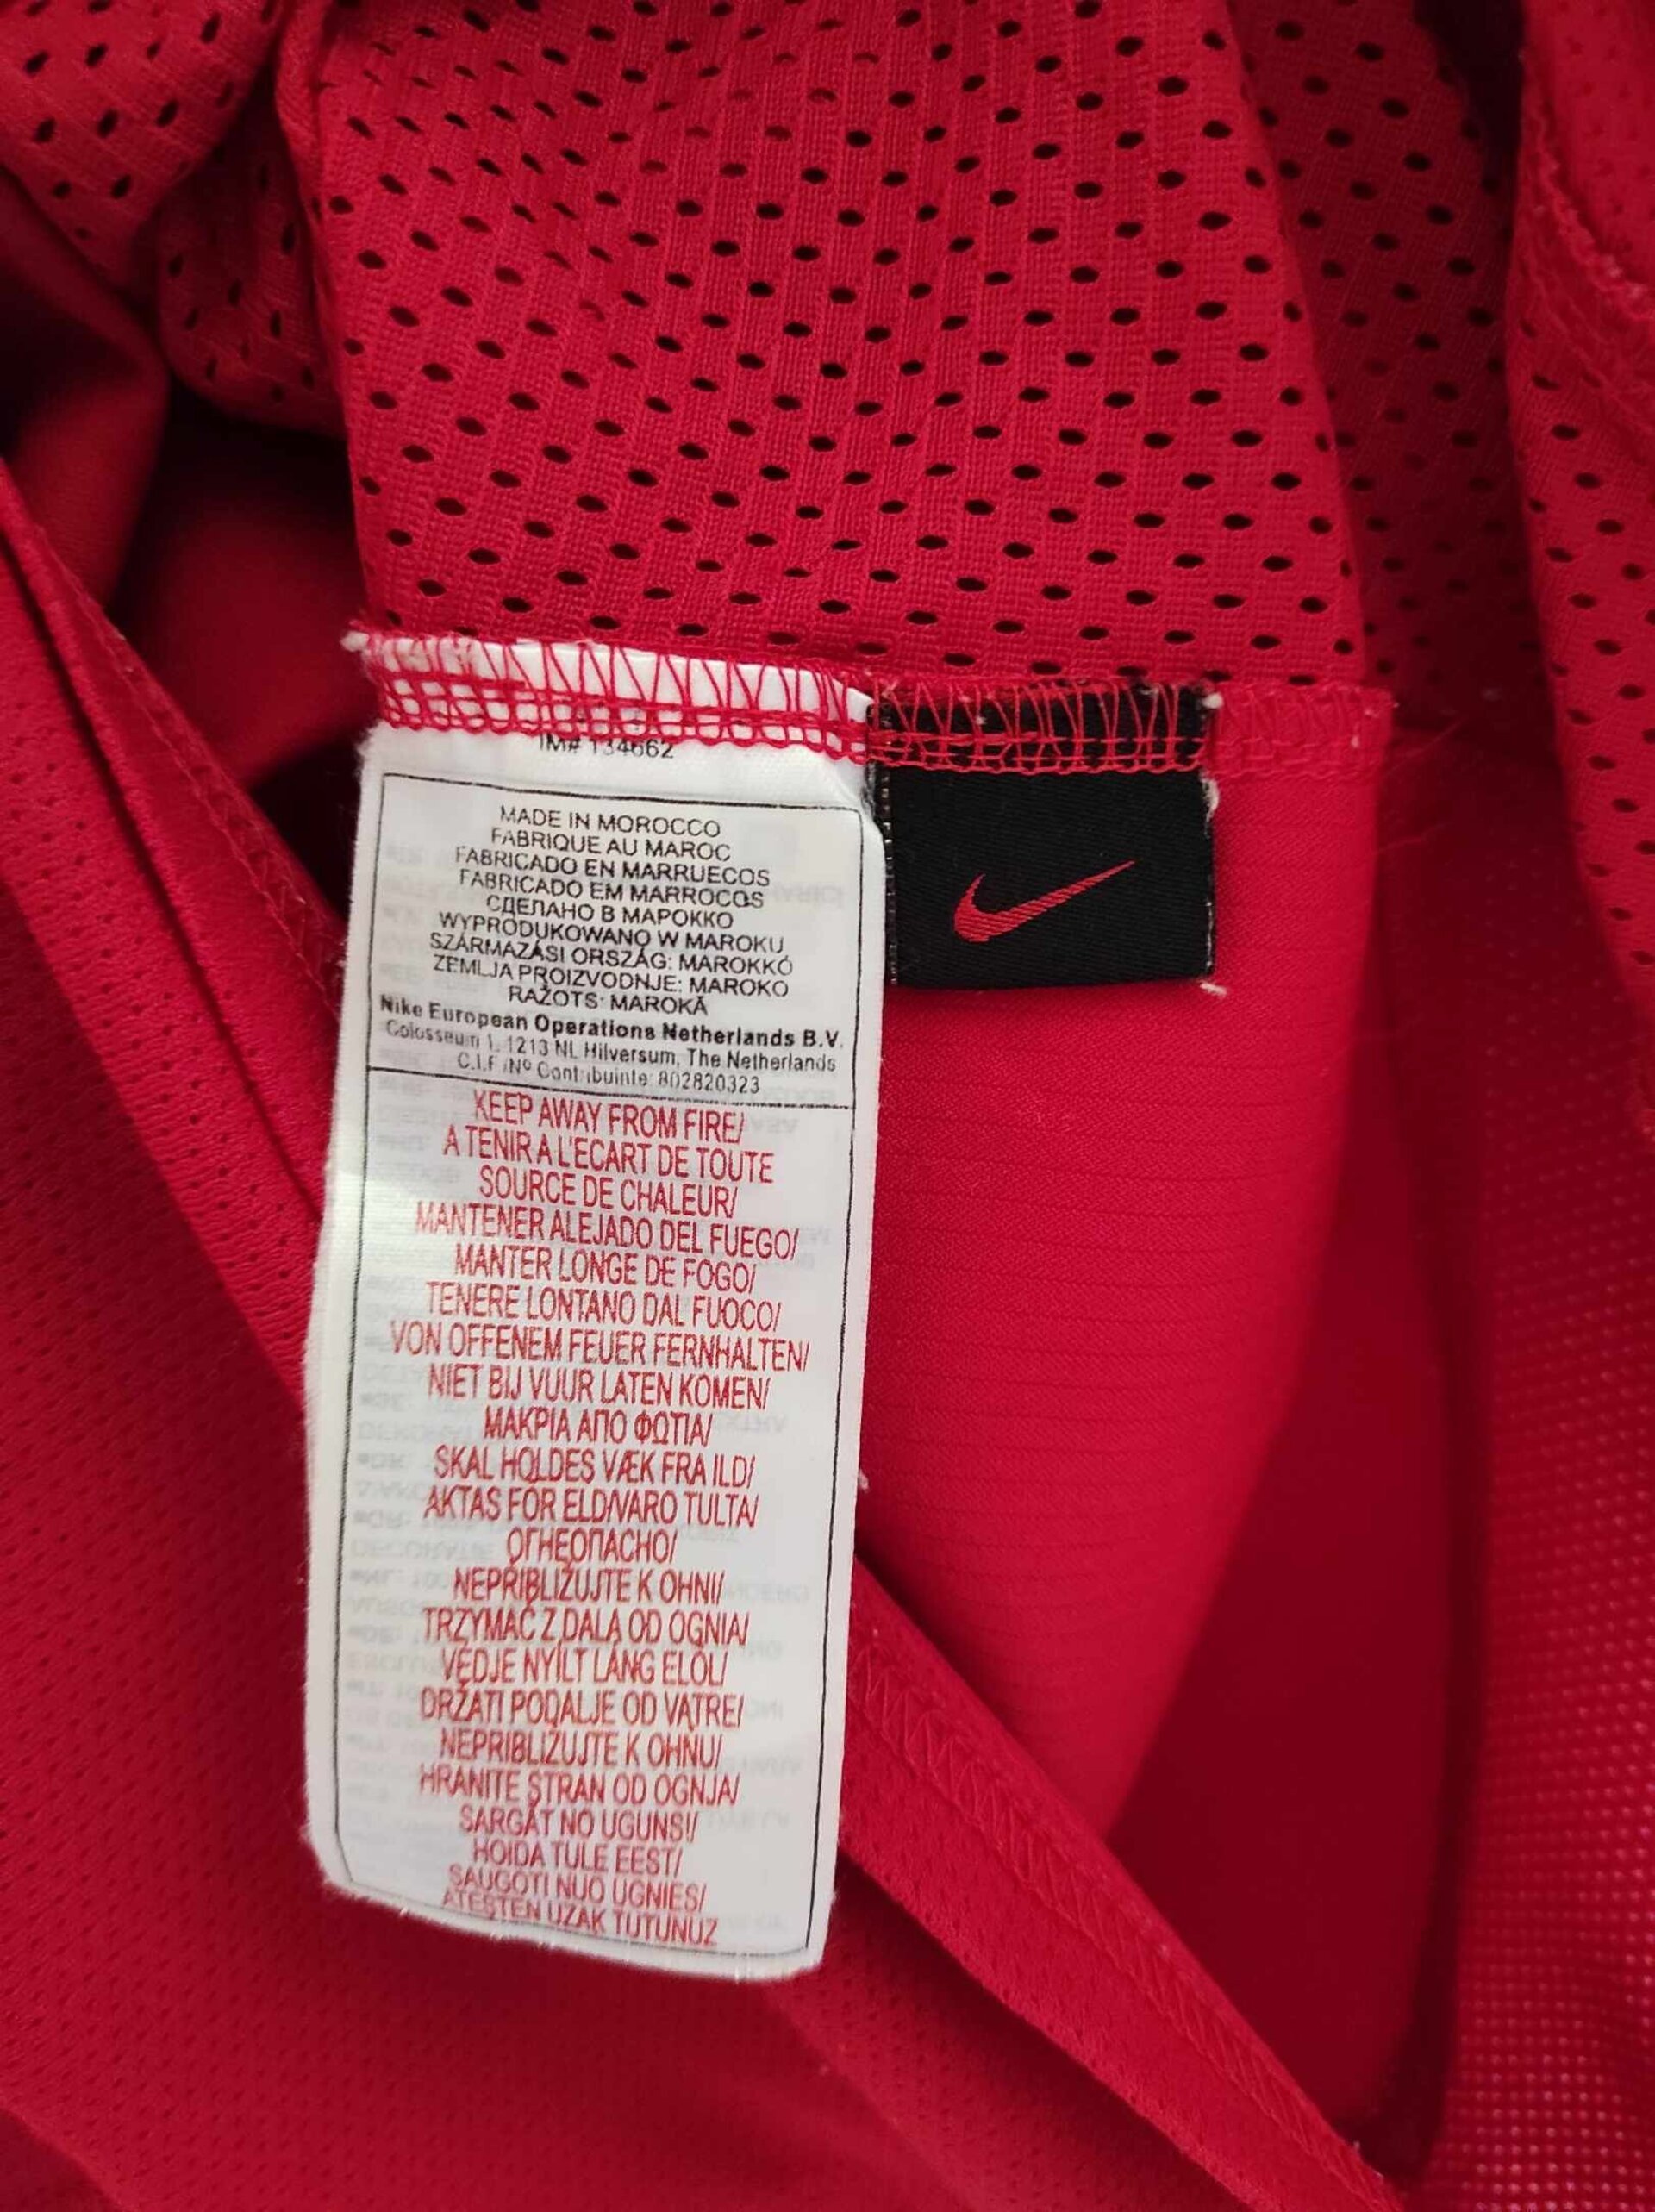 IM# 134662
MADE IN MOROCCO
FABRIQUE AU MAROC
FABRICADO EN MARRUECOS
FABRICADO EM MARROCOS
СДЕЛАНО В МАРОККО
WYPRODUKOWANO W MAROKU
SZÁRMAZÁSI ORSZÁG: MAROKKÓ
ZEMLJA PROIZVODNJE: MAROKO
RAŽOTS: MAROKĀ
Nike European Operations Netherlands B.V.
Colosseum 1, 1213 NL Hilversum, The Netherlands
C.I.F./Nº Contribuinte: 802820323
KEEP AWAY FROM FIRE/
A TENIR A L'ECART DE TOUTE
SOURCE DE CHALEUR/
MANTENER ALEJADO DEL FUEGO/
MANTER LONGE DE FOGO/
TENERE LONTANO DAL FUOCO/
VON OFFENEM FEUER FERNHALTEN/
NIET BIJ VUUR LATEN KOMEN/
ΜΑΚΡΙΑ ΑΠΟ ΦΩΤΙΑ/
SKAL HOLDES VÆK FRA ILD/
AKTAS FÖR ELD/VARO TULTA/
ОГНЕОПАСНО/
NEPŘIBLIŽUJTE K OHNI/
TRZYMAĆ Z DALA OD OGNIA/
VÉDJE NYÍLT LÁNG ELÖL/
DRŽATI PODALJE OD VATRE/
NEPRIBLIŽUJTE K OHŇU/
HRANITE STRAN OD OGNJA/
SARGĀT NO UGUNS!/
HOIDA TULE EEST/
SAUGOTI NUO UGNIES/
ATEŞTEN UZAK TUTUNUZ